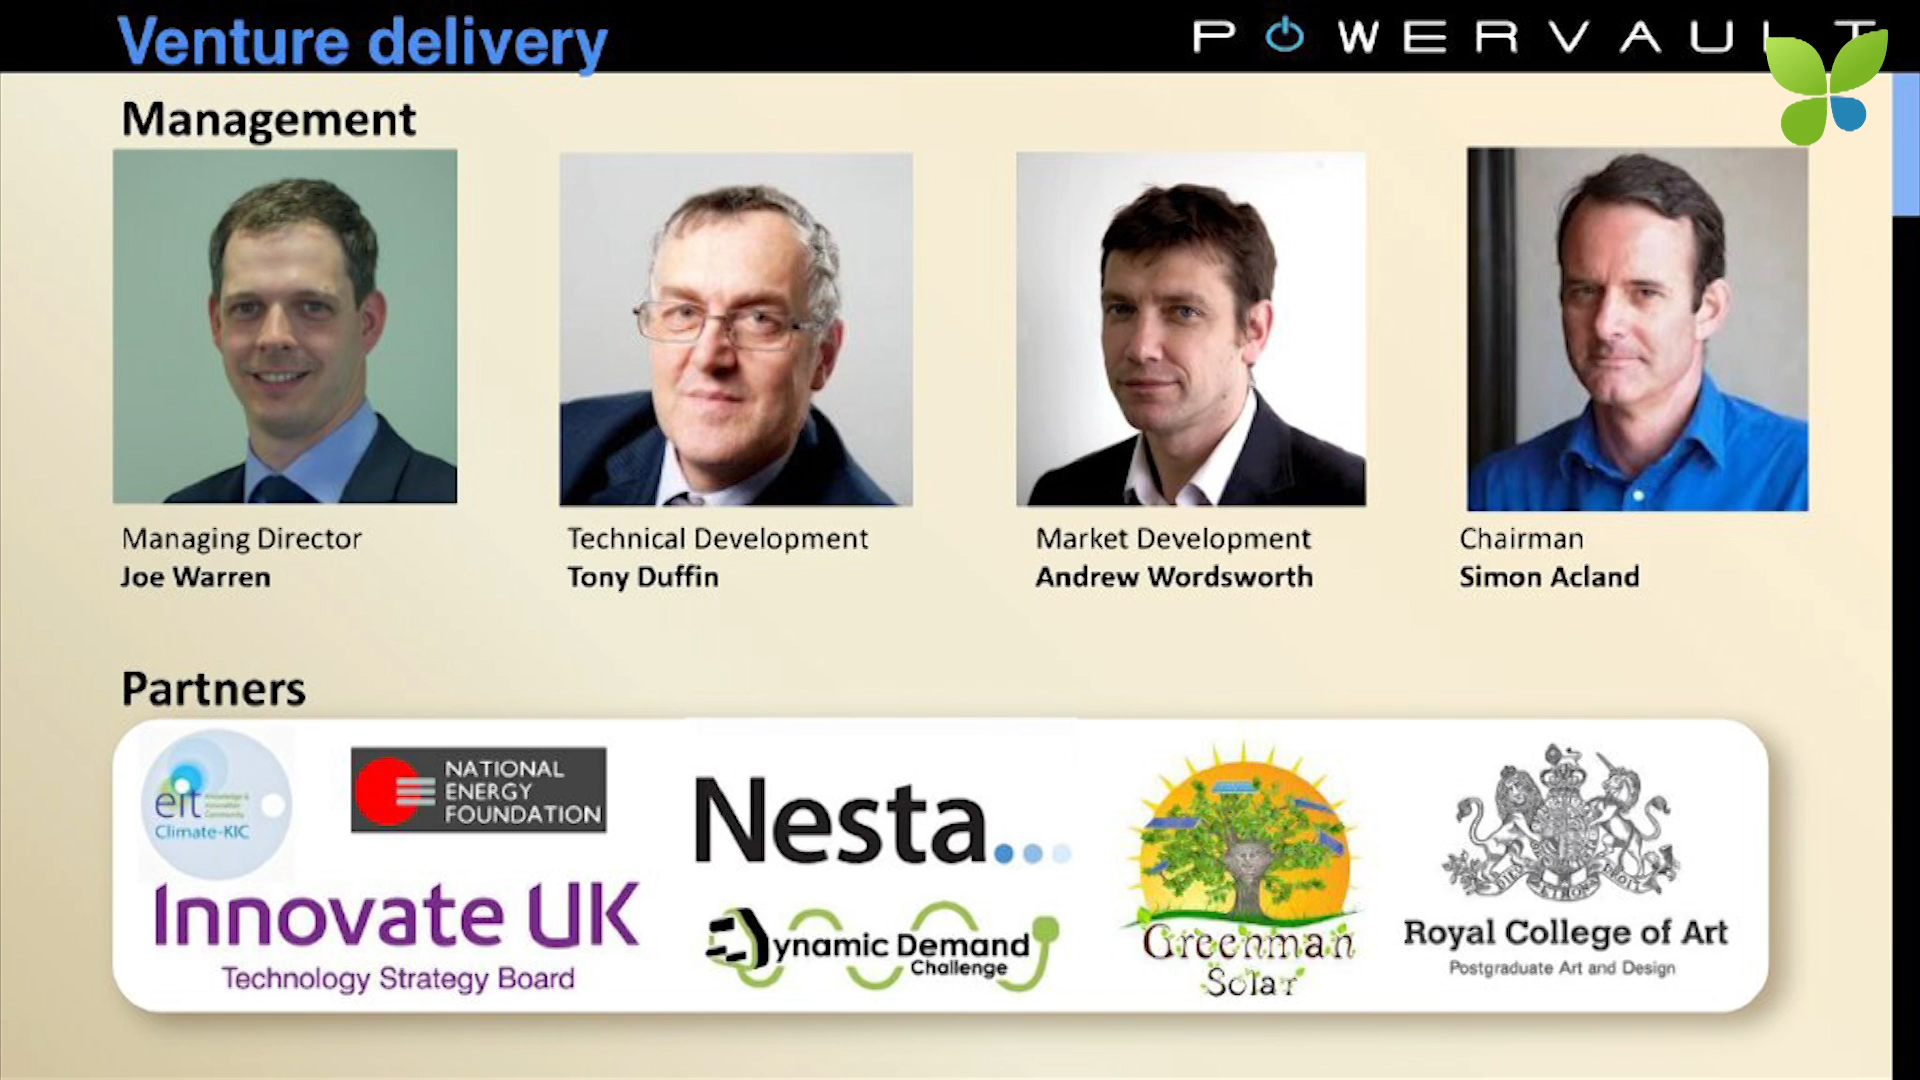 Venture delivery
POWERVAULT
Management
Managing Director
Joe Warren
Technical Development
Tony Duffin
Market Development
Andrew Wordsworth
Chairman
Simon Acland
Partners
eit
Climate-KIC
NATIONAL
ENERGY
FOUNDATION
Innovate UK
Technology Strategy Board
Nesta...
Dynamic Demand
Challenge
Greenman
Solar
Royal College of Art
Postgraduate Art and Design